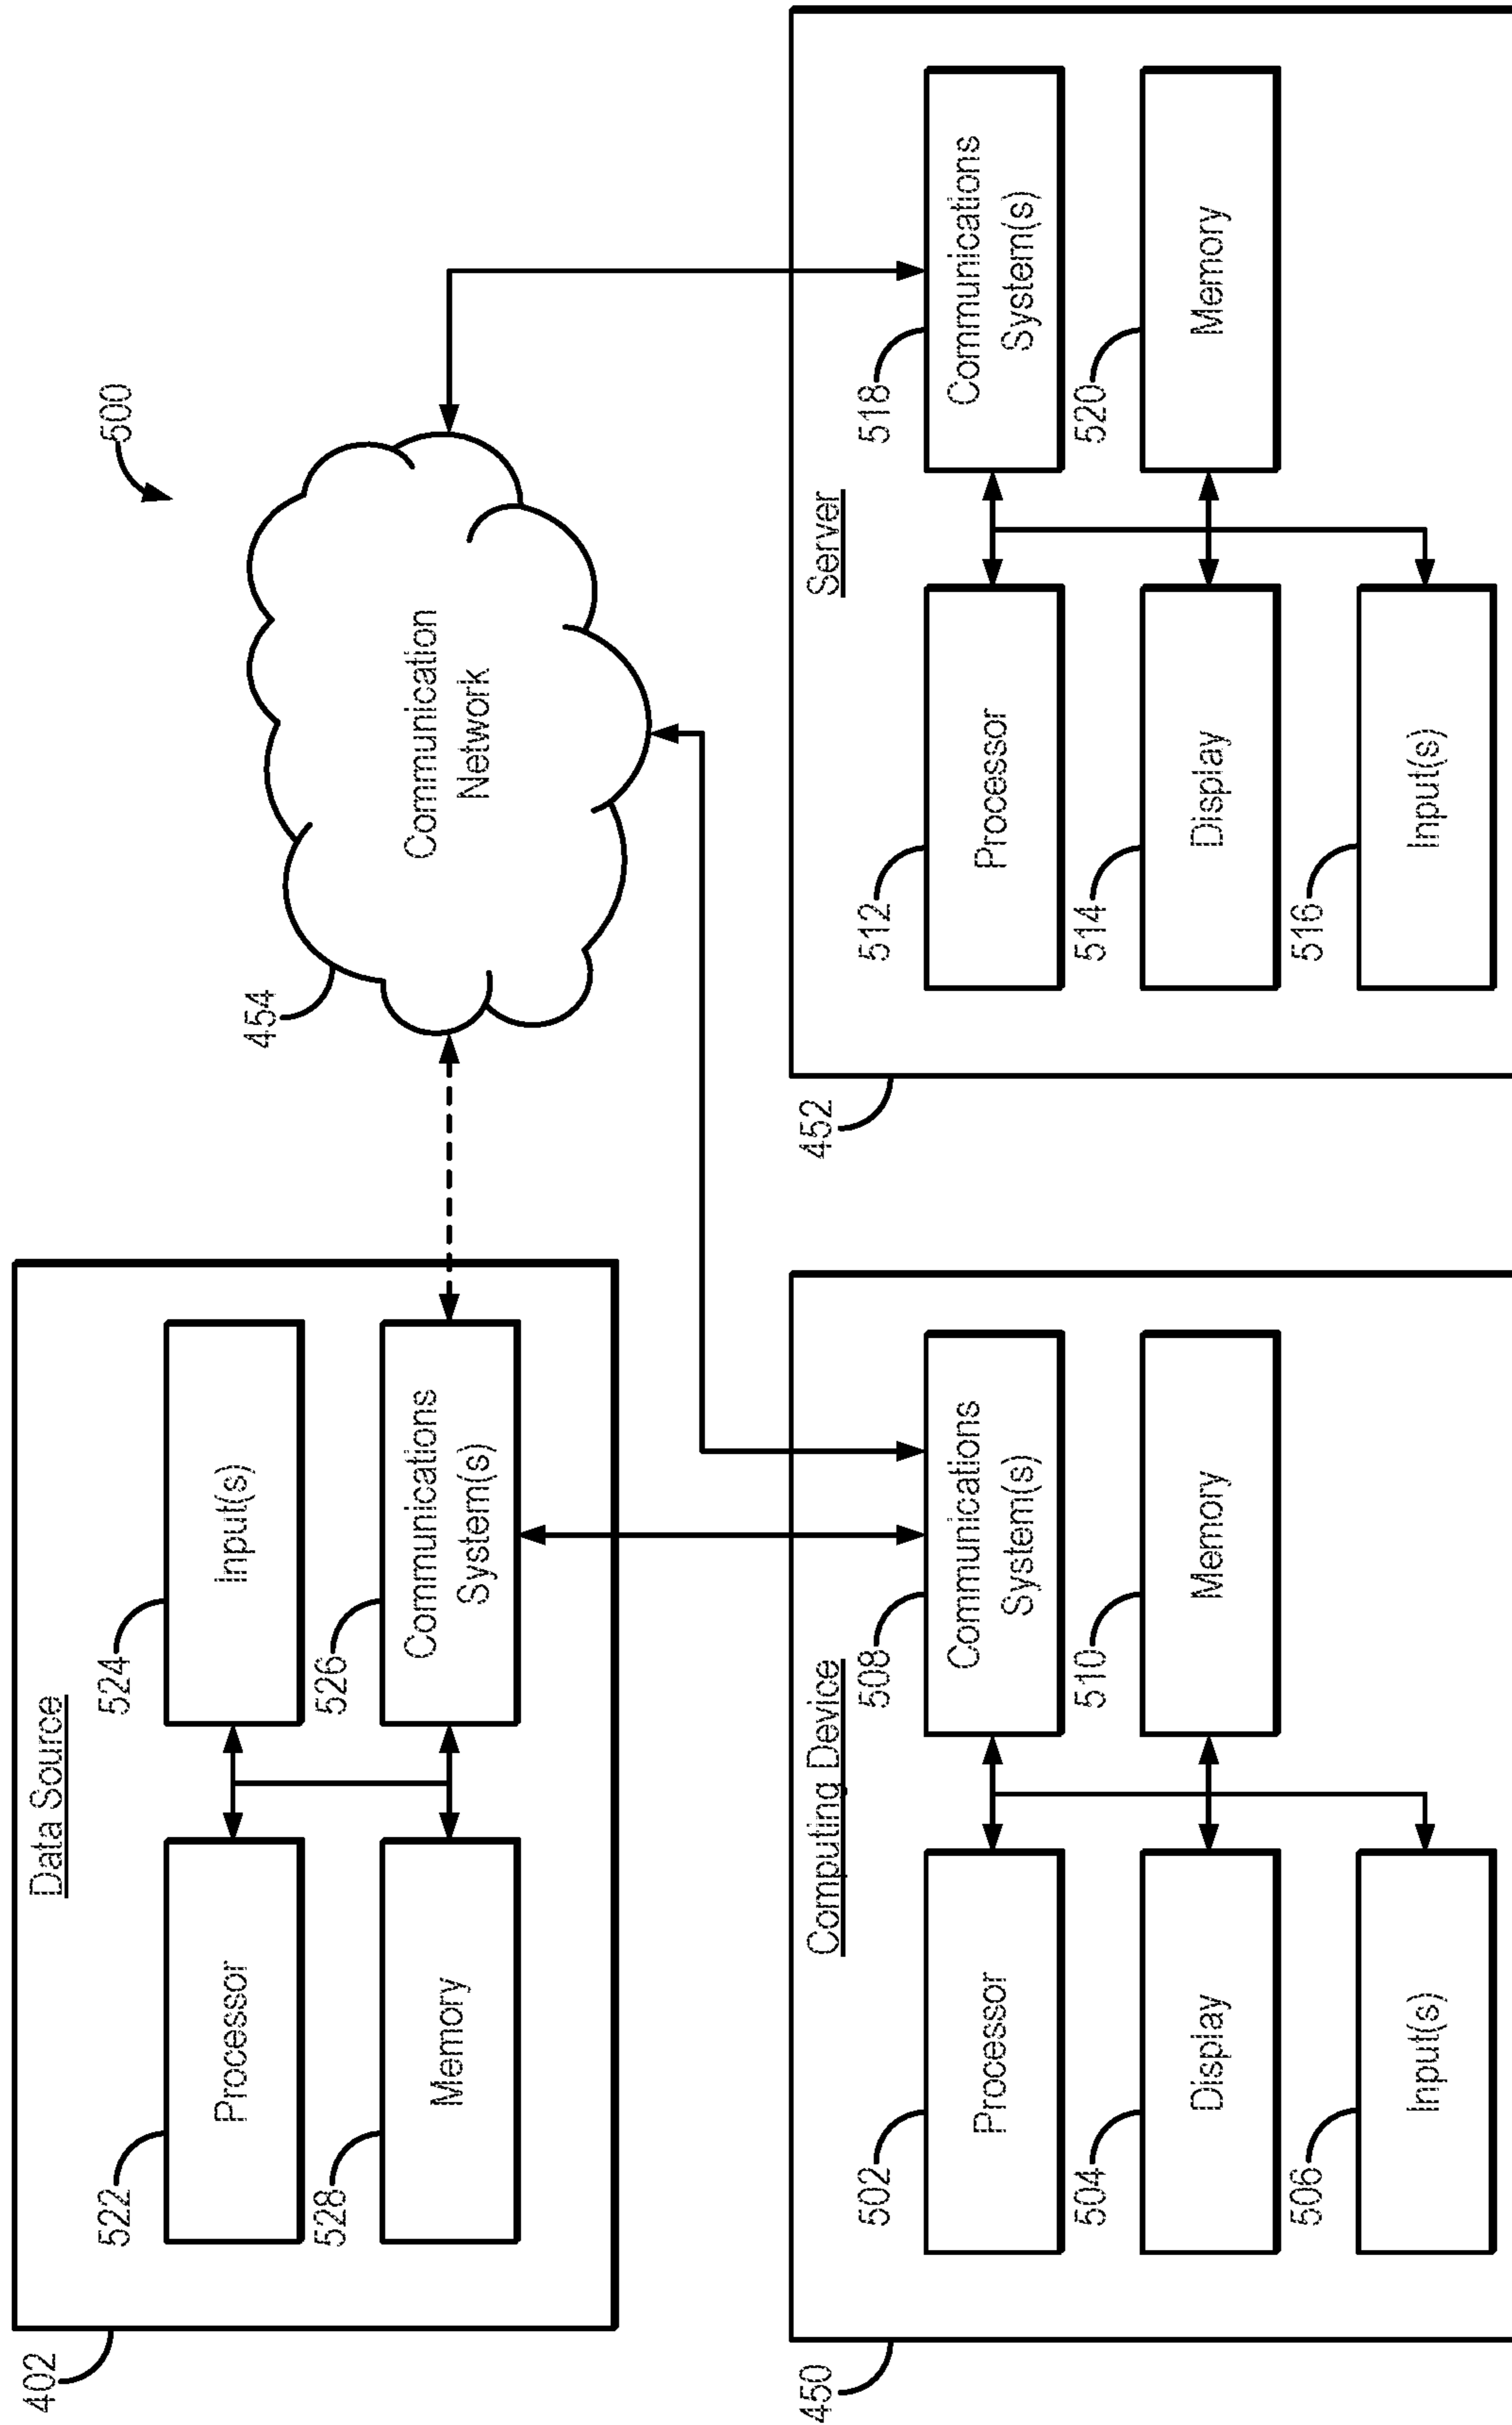 500
402
Data Source
522
Processor
524
Input(s)
528
Memory
526
Communications
System(s)
454
Communication
Network
450
Computing Device
502
Processor
508
Communications
System(s)
504
Display
510
Memory
506
Input(s)
452
Server
512
Processor
518
Communications
System(s)
514
Display
520
Memory
516
Input(s)